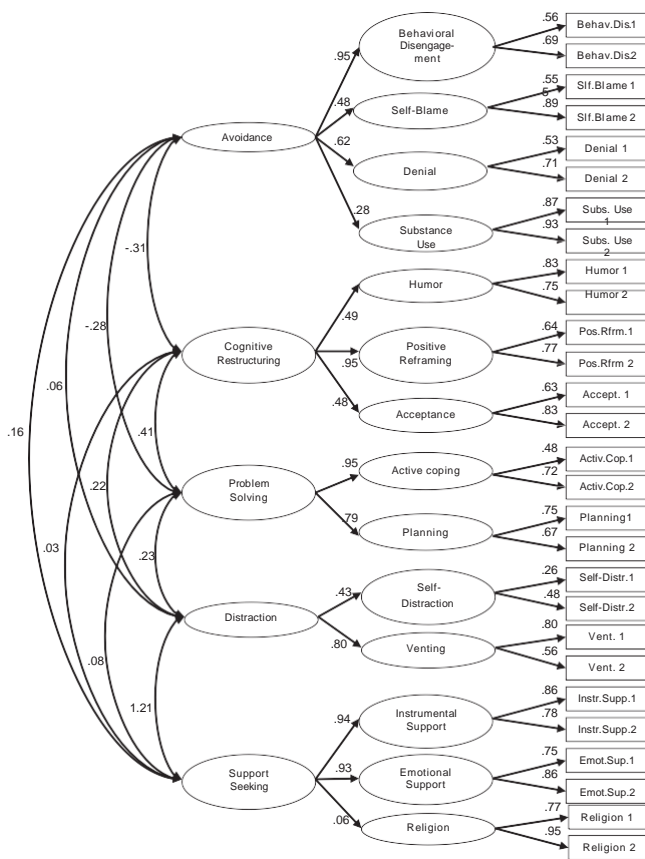 Behavioral
Disengage-
ment
.56
Behav.Dis.1
.69
Behav.Dis2
.95
Self-Blame
.55
5
Slf.Blame 1
.89
Slf.Blame 2
.48
Avoidance
.62
Denial
.53
Denial 1
.71
Denial 2
.28
Substance
Use
.87
Subs. Use
1
.93
Subs. Use
2
-.31
Humor
.83
Humor 1
.75
Humor 2
.49
Cognitive
Restructuring
Positive
Reframing
.95
.64
Pos.Rfrm.1
.77
Pos.Rfrm 2
.48
Acceptance
.63
Accept. 1
.83
Accept. 2
-.28
.06
.16
.41
Active coping
.95
.48
Activ.Cop.1
.72
Activ.Cop.2
Problem
Solving
.79
Planning
.75
Planning1
.67
Planning 2
.22
.03
.23
Self-
Distraction
.43
.26
Self-Distr.1
.48
Self-Distr.2
Distraction
.80
Venting
.80
Vent. 1
.56
Vent. 2
.08
1.21
Instrumental
Support
.94
.86
Instr.Supp.1
.78
Instr.Supp.2
Support
Seeking
.93
Emotional
Support
.75
Emot.Sup.1
.86
Emot.Sup.2
.06
Religion
.77
Religion 1
.95
Religion 2